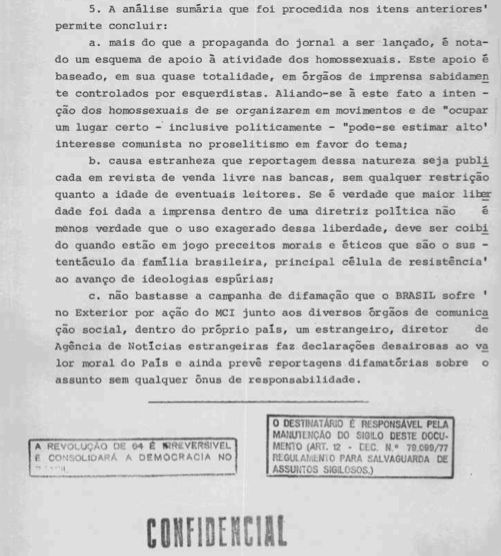 5. A análise sumária que foi procedida nos itens anteriores'
permite concluir:
a. mais do que a propaganda do jornal a ser lançado, é nota-
do um esquema de apoio à atividade dos homossexuais. Este apoio é
baseado, em sua quase totalidade, em órgãos de imprensa sabidamen
te controlados por esquerdistas. Aliando-se à este fato a inten -
ção dos homossexuais de se organizarem em movimentos e de "ocupar
um lugar certo - inclusive politicamente - "pode-se estimar alto'
interesse comunista no proselitismo em favor do tema;
b. causa estranheza que reportagem dessa natureza seja publi
cada em revista de venda livre nas bancas, sem qualquer restrição
quanto a idade de eventuais leitores. Se é verdade que maior liber
dade foi dada a imprensa dentro de uma diretriz política não é
menos verdade que o uso exagerado dessa liberdade, deve ser coibi
do quando estão em jogo preceitos morais e éticos que são o sus -
tentáculo da família brasileira, principal célula de resistência'
ao avanço de ideologias espúrias;
c. não bastasse a campanha de difamação que o BRASIL sofre '
no Exterior por ação do MCI junto aos diversos órgãos de comunica
ção social, dentro do próprio país, um estrangeiro, diretor de
Agência de Notícias estrangeiras faz declarações desairosas ao va
lor moral do País e ainda prevê reportagens difamatórias sobre o
assunto sem qualquer ônus de responsabilidade.
A REVOLUÇÃO DE 64 É IRREVERSÍVEL
E CONSOLIDARÁ A DEMOCRACIA NO
O DESTINATÁRIO É RESPONSÁVEL PELA
MANUTENÇÃO DO SIGILO DESTE DOCU-
MENTO (ART. 12 - DEC. N.º 79.099/77
REGULAMENTO PARA SALVAGUARDA DE
ASSUNTOS SIGILOSOS.)
CONFIDENCIAL